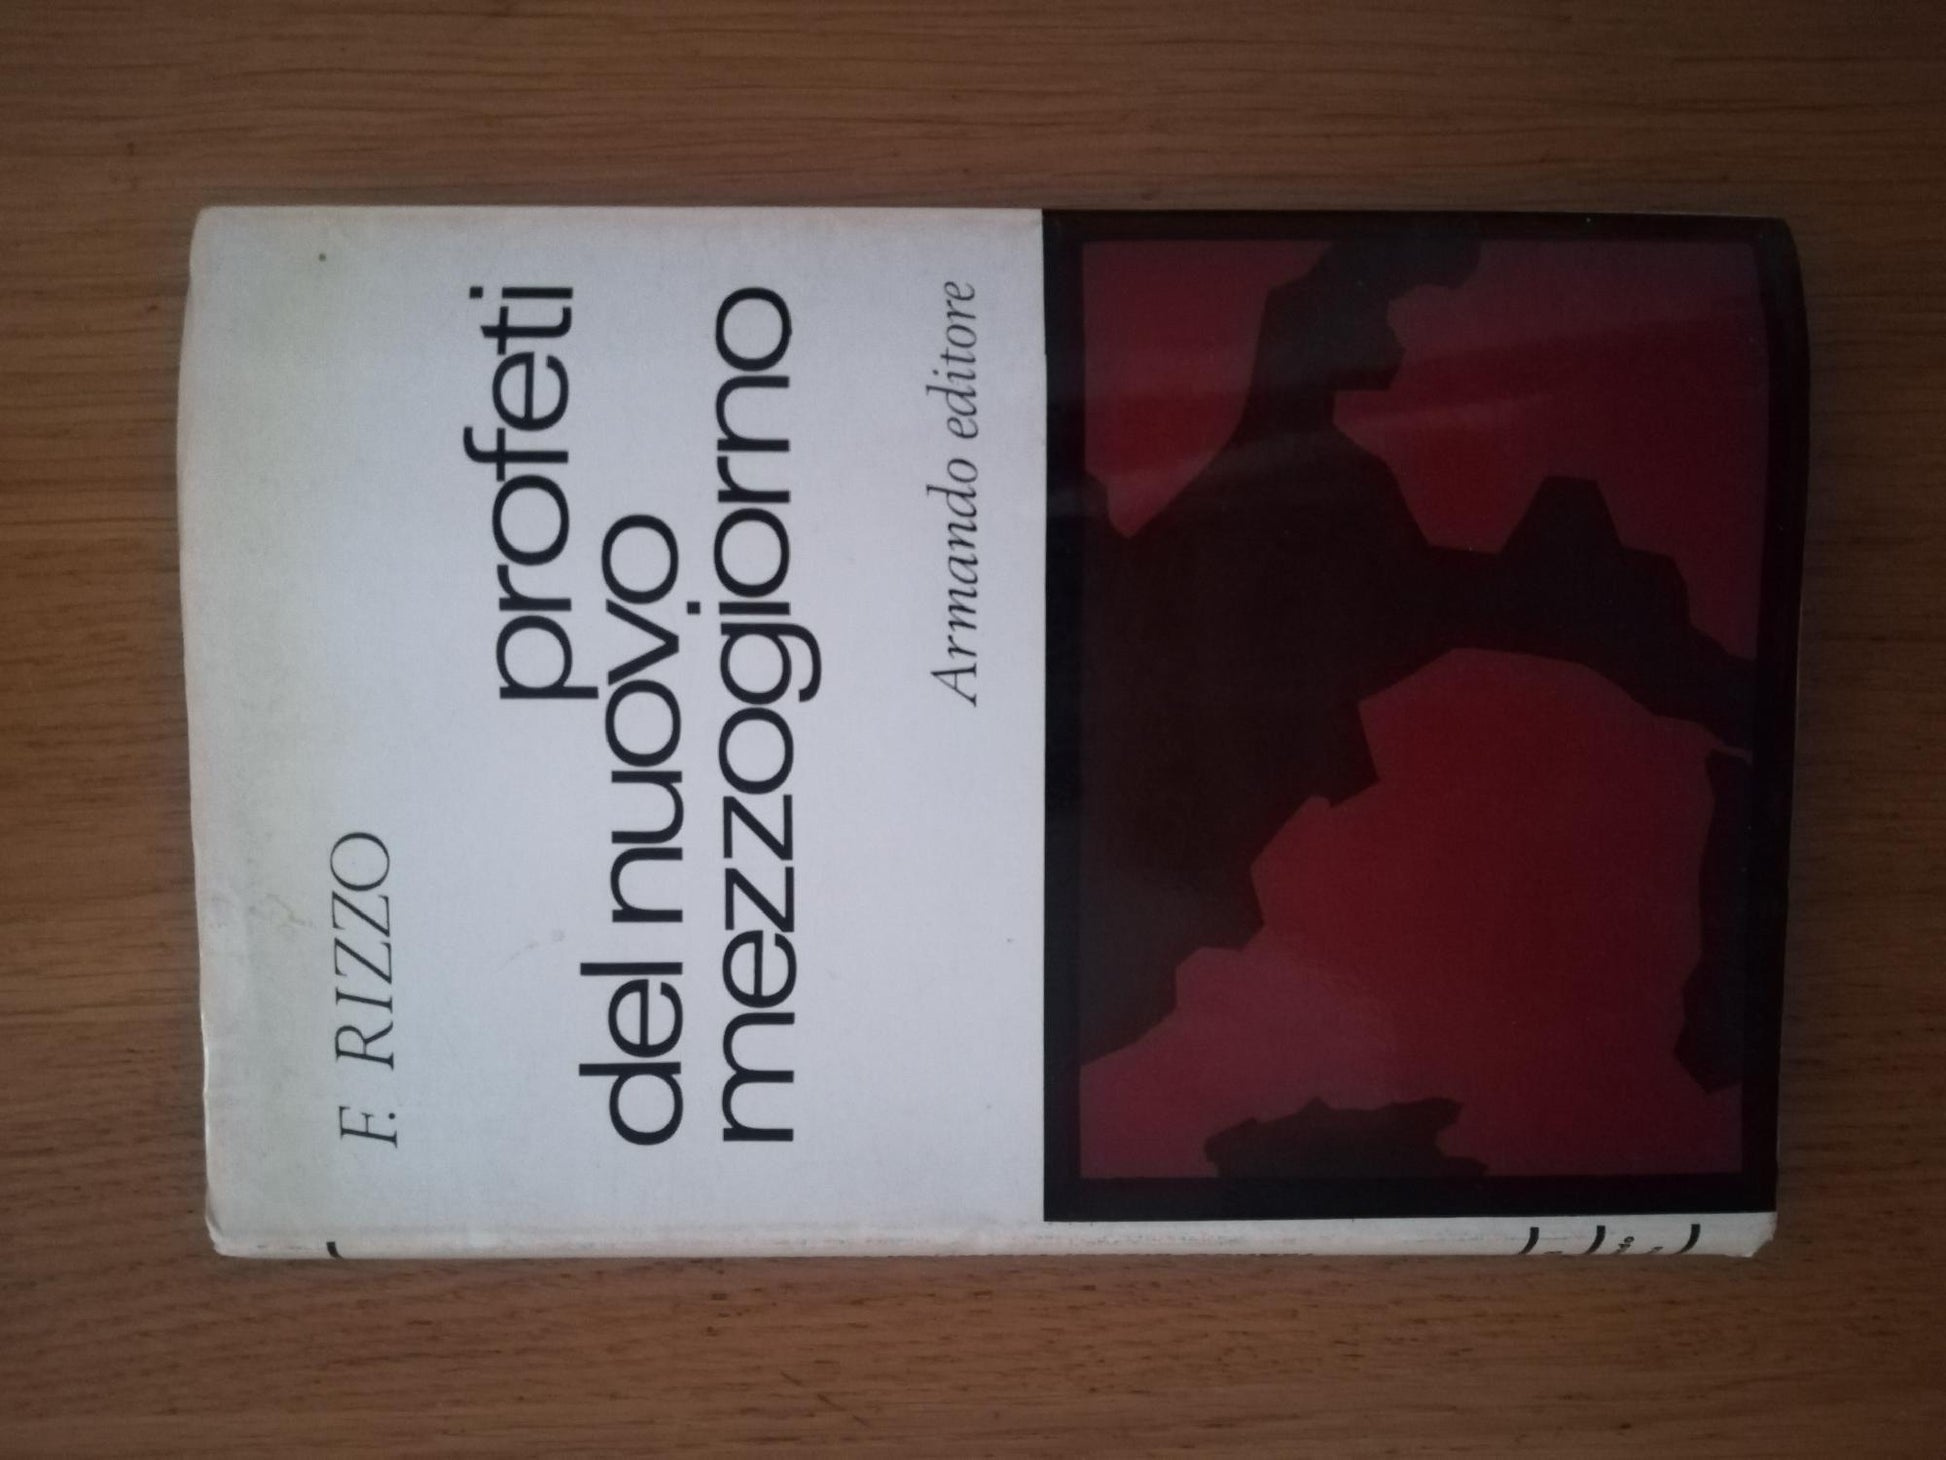 F. RIZZO
profeti
del nuovo
mezzogiorno
Armando editore